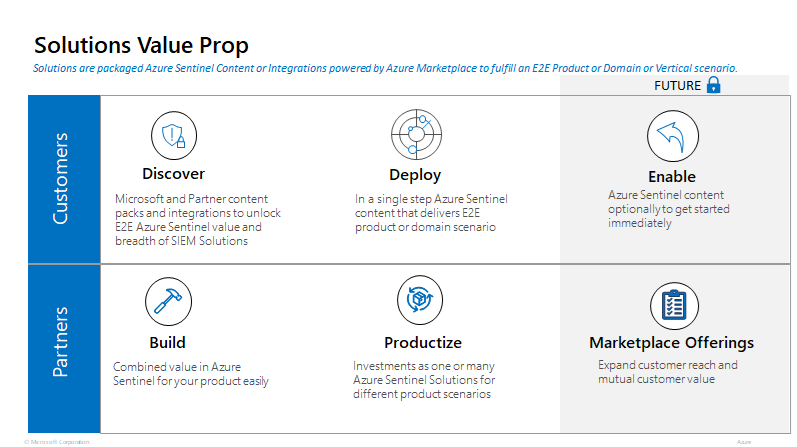 Solutions Value Prop
Solutions are packaged Azure Sentinel Content or Integrations powered by Azure Marketplace to fulfill an E2E Product or Domain or Vertical scenario.
FUTURE
Customers
Discover
Microsoft and Partner content
packs and integrations to unlock
E2E Azure Sentinel value and
breadth of SIEM Solutions
Deploy
In a single step Azure Sentinel
content that delivers E2E
product or domain scenario
Enable
Azure Sentinel content
optionally to get started
immediately
Partners
Build
Combined value in Azure
Sentinel for your product easily
Productize
Investments as one or many
Azure Sentinel Solutions for
different product scenarios
Marketplace Offerings
Expand customer reach and
mutual customer value
© Microsoft Corporation
Azure